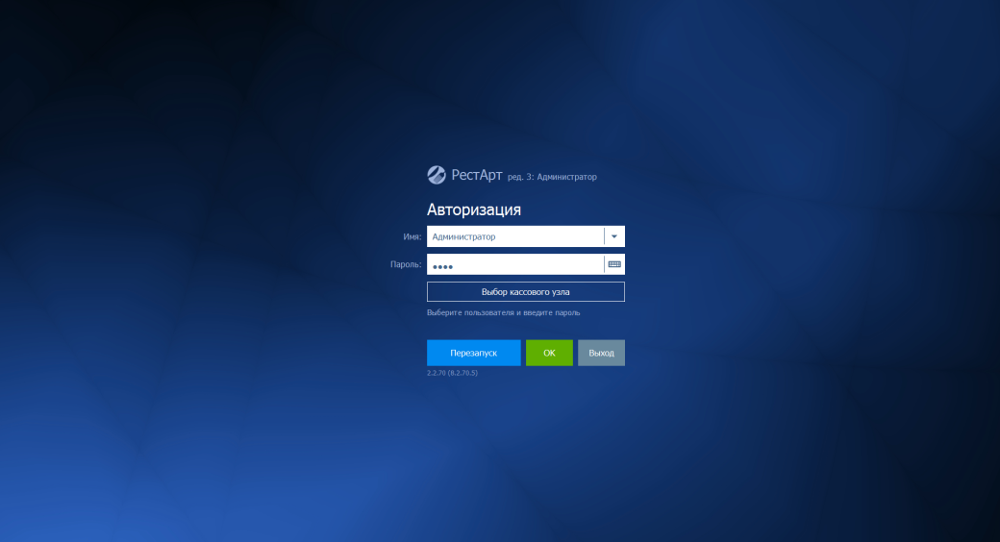 РестАрт ред. 3: Администратор
Авторизация
Имя: Администратор
Пароль: ●●●●
Выбор кассового узла
Выберите пользователя и введите пароль
Перезапуск OK Выход
2.2.70 (8.2.70.5)